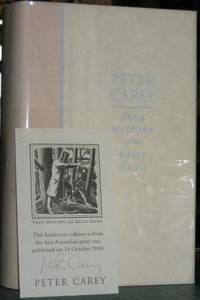 PETER
CAREY
TRUE
HISTORY
of the
KELLY
GANG
TRUE HISTORY of the KELLY GANG
This hardcover edition is from
the first Australian print run,
published on 14 October 2000.
PETER CAREY